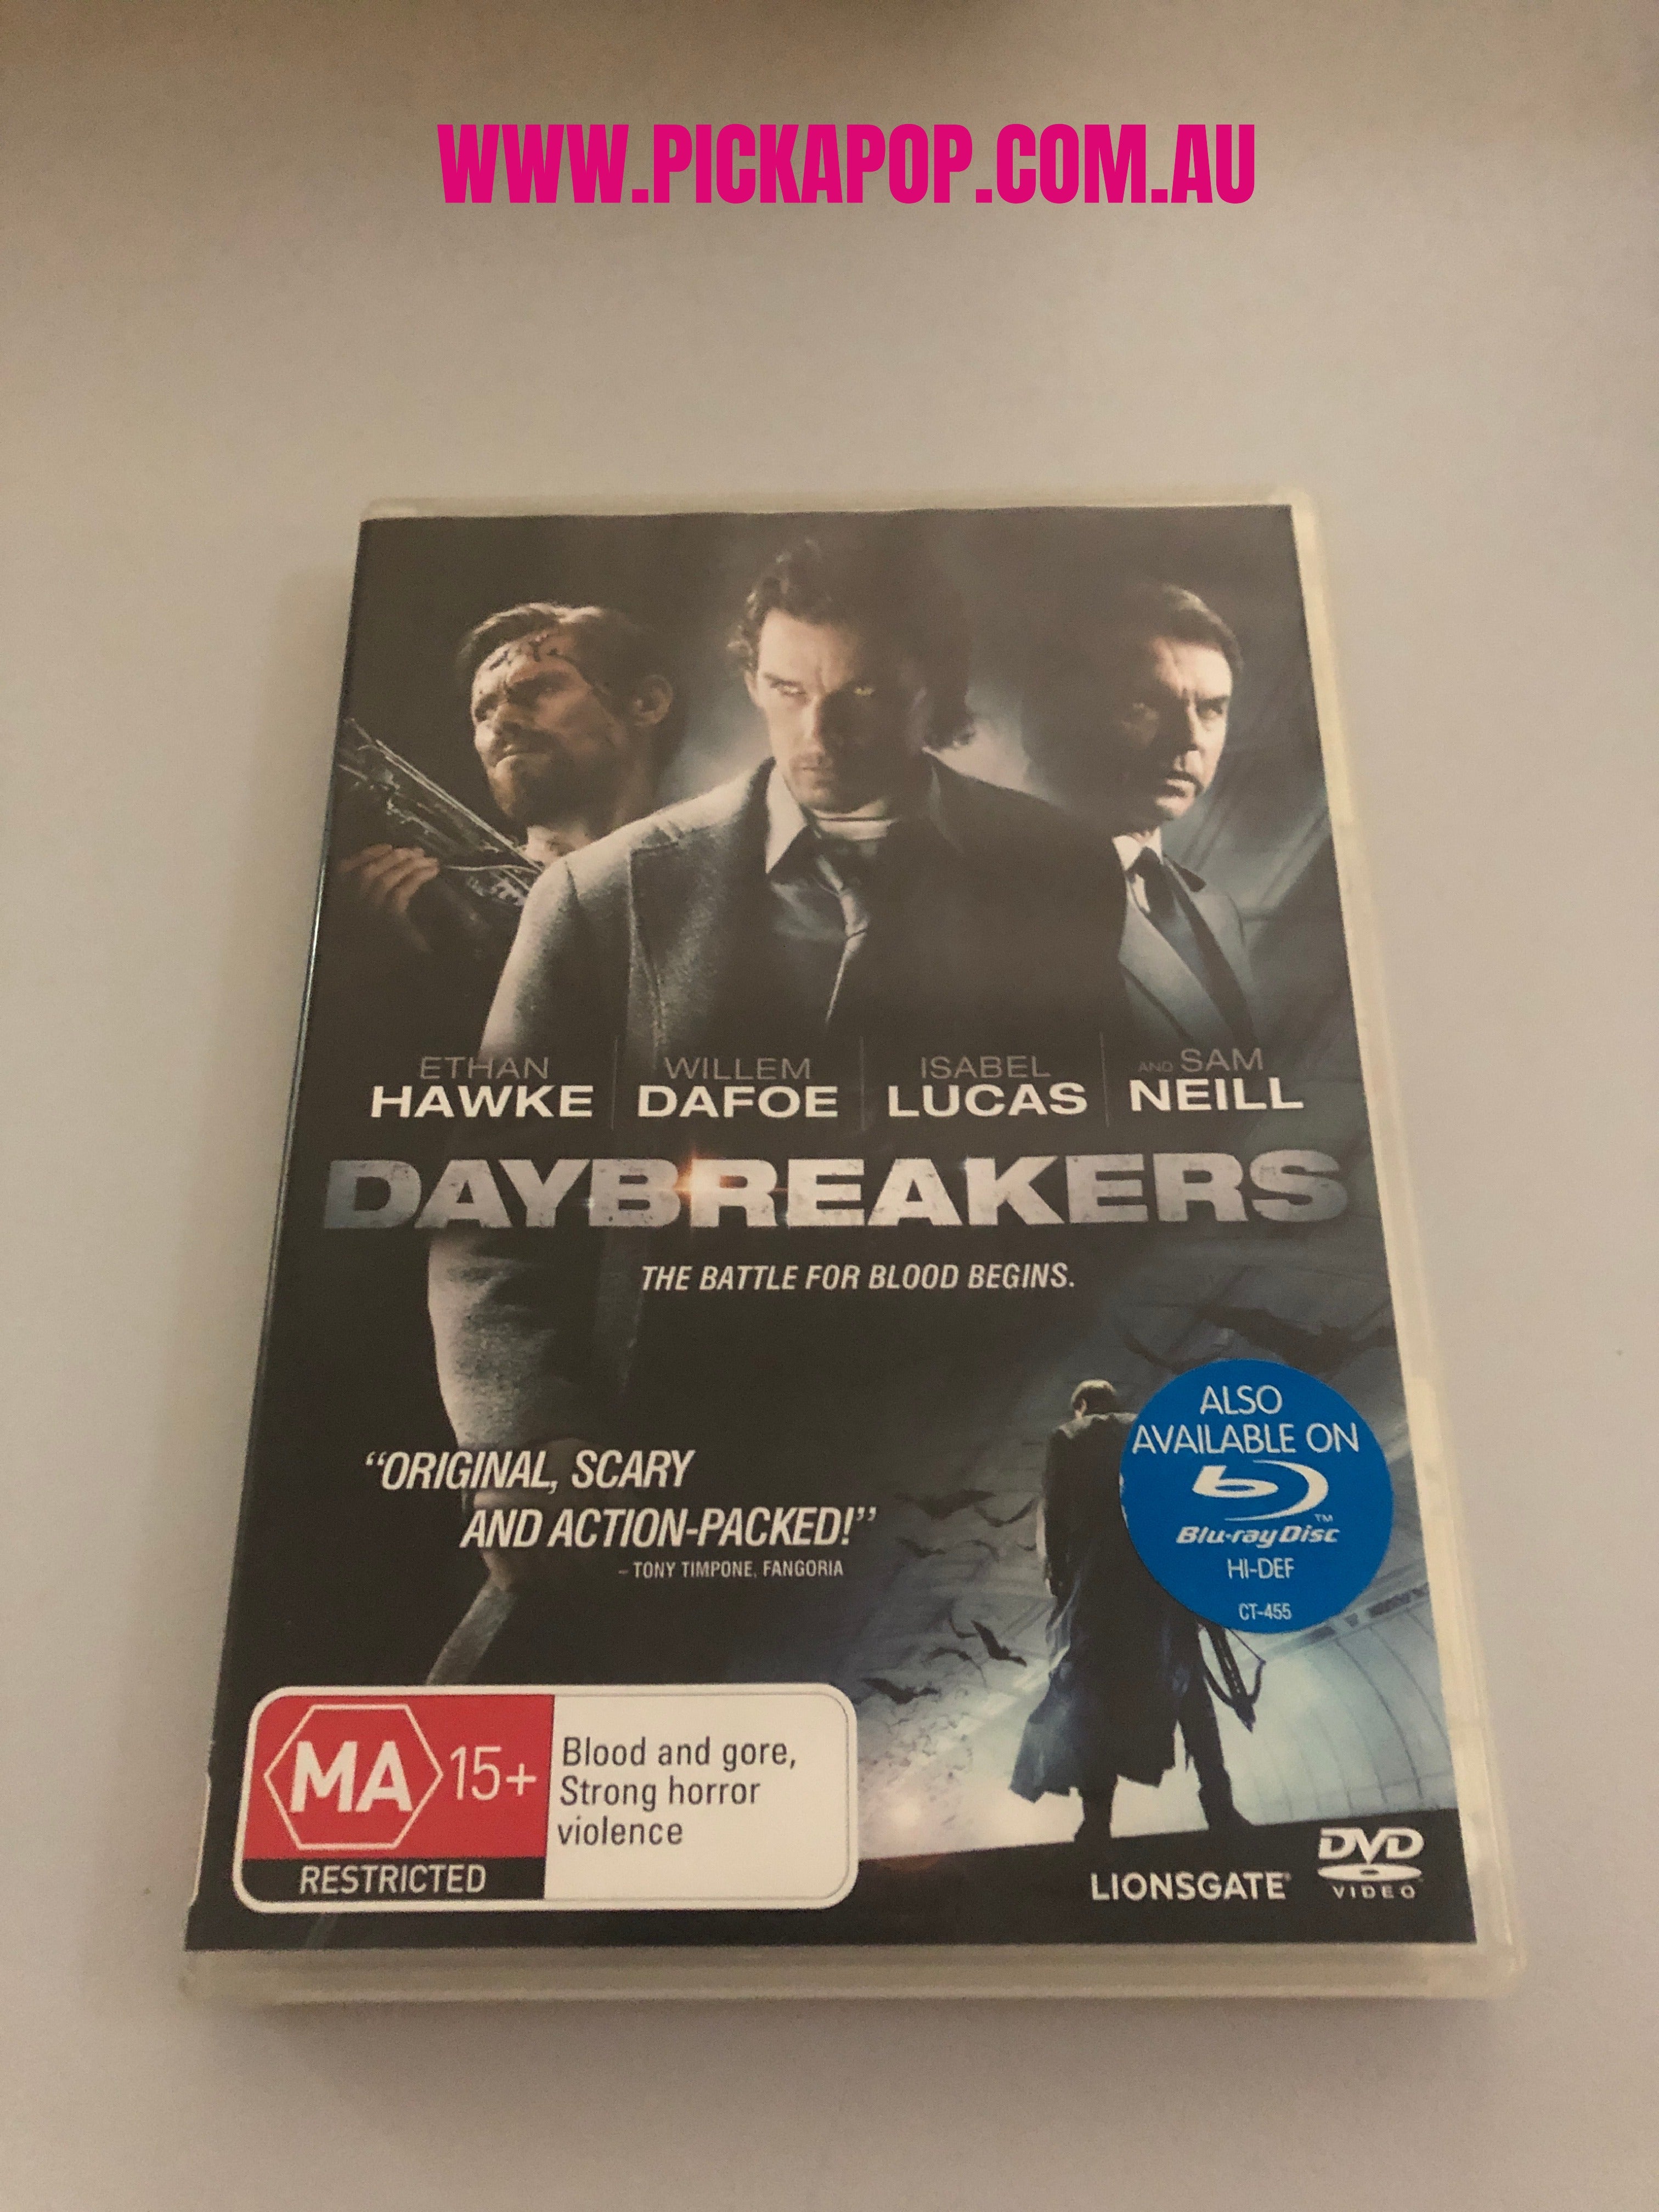 WWW.PICKAPOP.COM.AU
ETHAN HAWKE
WILLEM DAFOE
ISABEL LUCAS
AND SAM NEILL
DAYBREAKERS
THE BATTLE FOR BLOOD BEGINS.
"ORIGINAL, SCARY
AND ACTION-PACKED!"
– TONY TIMPONE, FANGORIA
ALSO
AVAILABLE ON
b
Blu-ray Disc™
HI-DEF
CT-455
MA 15+
RESTRICTED
Blood and gore,
Strong horror
violence
LIONSGATE
DVD
VIDEO